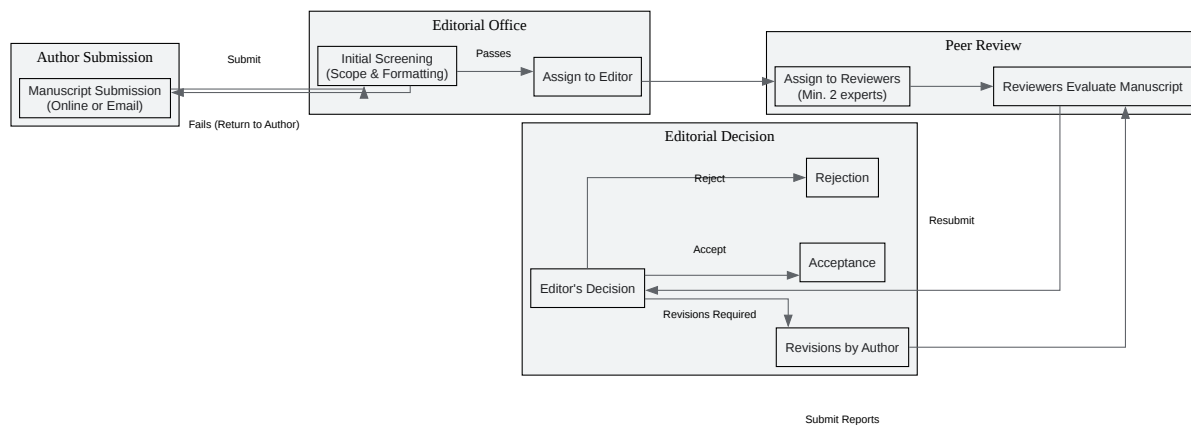 Author Submission
Manuscript Submission
(Online or Email)
Submit
Fails (Return to Author)
Editorial Office
Initial Screening
(Scope & Formatting)
Passes
Assign to Editor
Peer Review
Assign to Reviewers
(Min. 2 experts)
Reviewers Evaluate Manuscript
Editorial Decision
Reject
Rejection
Resubmit
Accept
Acceptance
Editor's Decision
Revisions Required
Revisions by Author
Submit Reports